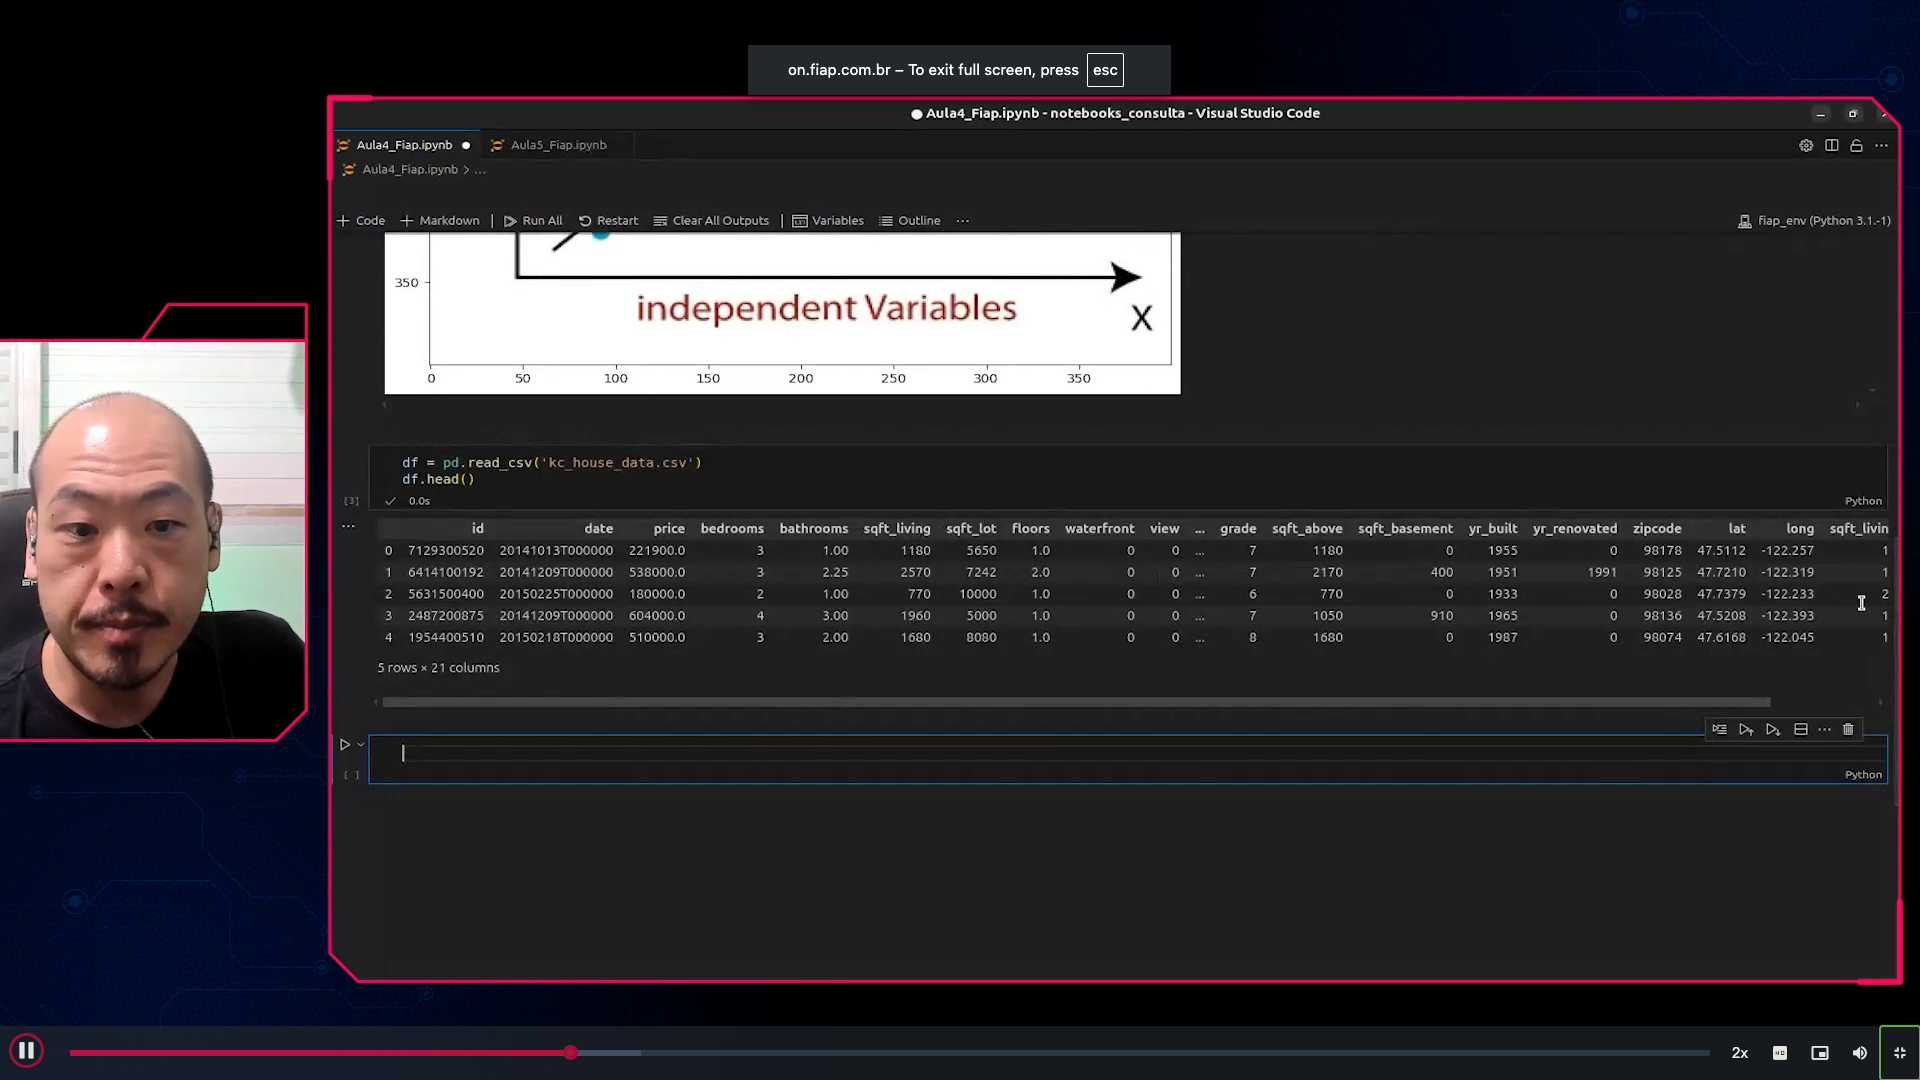 on.fiap.com.br – To exit full screen, press esc
Aula4_Fiap.ipynb - notebooks_consulta - Visual Studio Code
Aula4_Fiap.ipynb Aula5_Fiap.ipynb
Aula4_Fiap.ipynb > ...
Code Markdown Run All Restart Clear All Outputs Variables Outline ... fiap_env (Python 3.1.-1)
350
independent Variables
X
0 50 100 150 200 250 300 350
df = pd.read_csv('kc_house_data.csv')
df.head()
[3] 0.0s Python
... id date price bedrooms bathrooms sqft_living sqft_lot floors waterfront view ... grade sqft_above sqft_basement yr_built yr_renovated zipcode lat long sqft_livin
0 7129300520 20141013T000000 221900.0 3 1.00 1180 5650 1.0 0 0 ... 7 1180 0 1955 0 98178 47.5112 -122.257 1
1 6414100192 20141209T000000 538000.0 3 2.25 2570 7242 2.0 0 0 ... 7 2170 400 1951 1991 98125 47.7210 -122.319 1
2 5631500400 20150225T000000 180000.0 2 1.00 770 10000 1.0 0 0 ... 6 770 0 1933 0 98028 47.7379 -122.233 2
3 2487200875 20141209T000000 604000.0 4 3.00 1960 5000 1.0 0 0 ... 7 1050 910 1965 0 98136 47.5208 -122.393 1
4 1954400510 20150218T000000 510000.0 3 2.00 1680 8080 1.0 0 0 ... 8 1680 0 1987 0 98074 47.6168 -122.045 1
5 rows × 21 columns
[ ] Python
2x HD